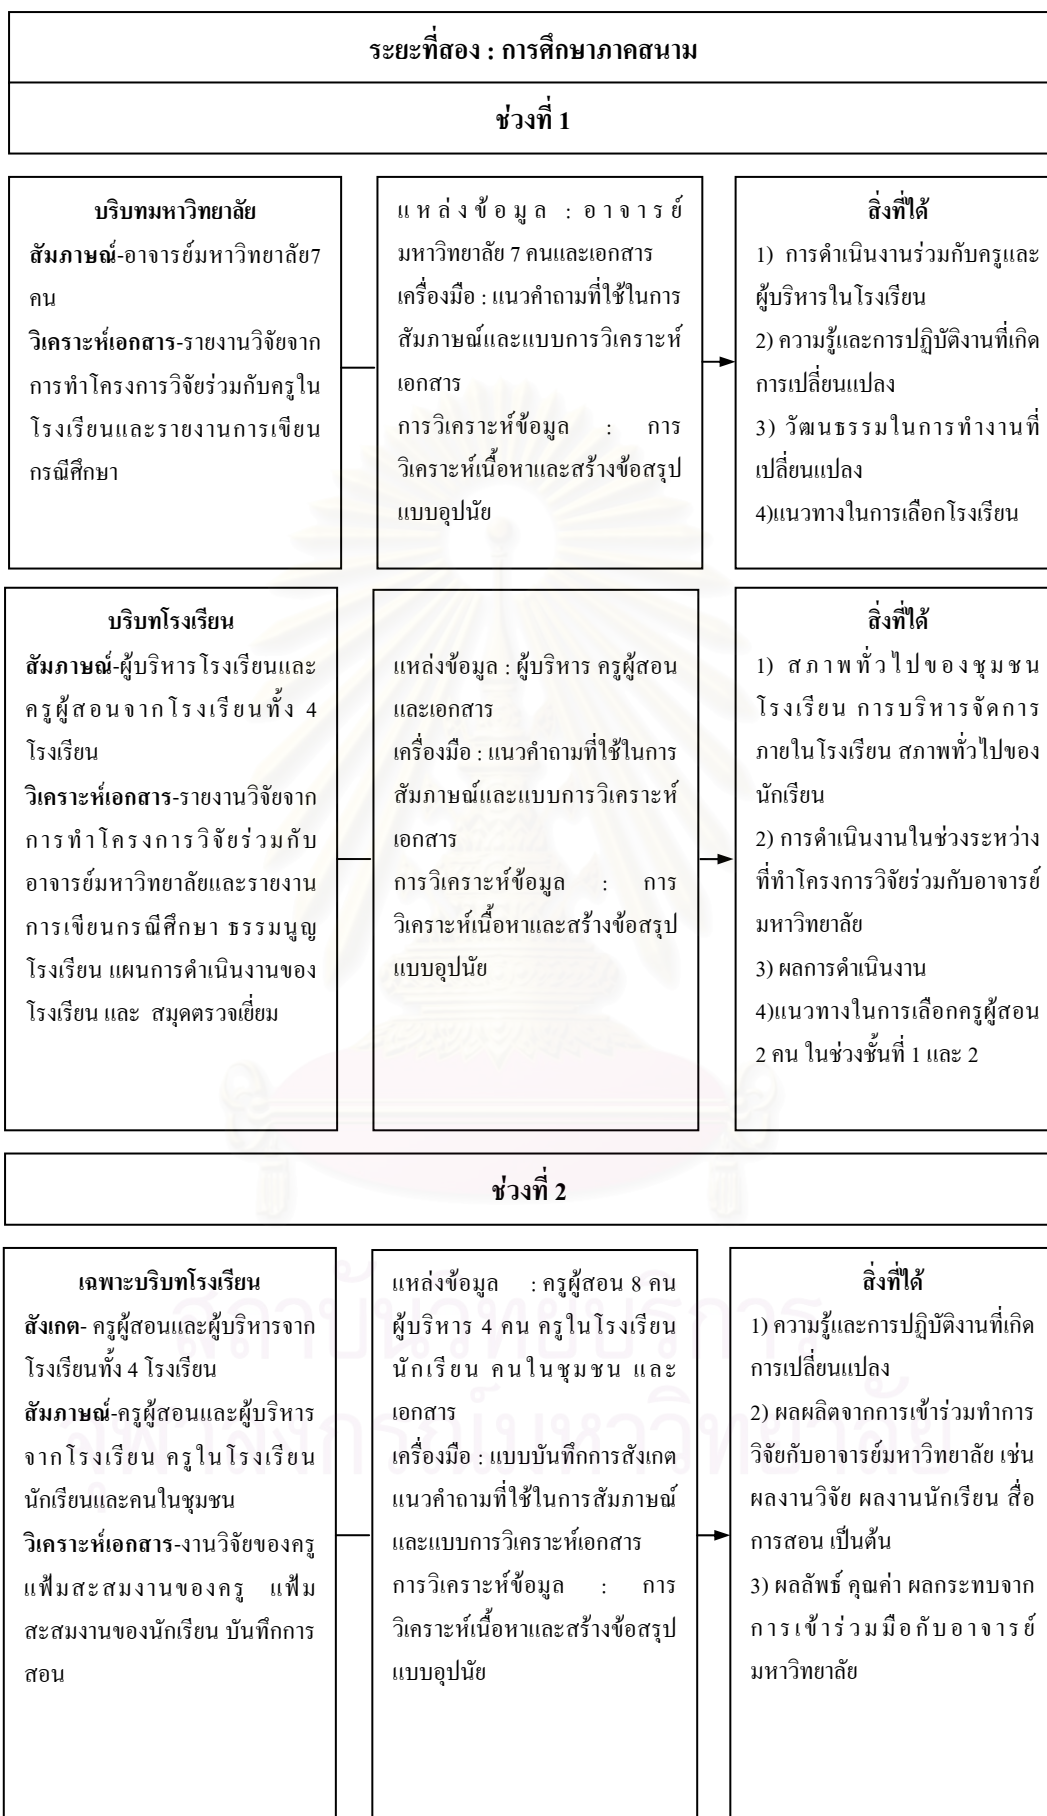 ระยะที่สอง : การศึกษาภาคสนาม
ช่วงที่ 1
บริบทมหาวิทยาลัย
สัมภาษณ์-อาจารย์มหาวิทยาลัย7
คน
วิเคราะห์เอกสาร-รายงานวิจัยจาก
การทำโครงการวิจัยร่วมกับครูใน
โรงเรียนและรายงานการเขียน
กรณีศึกษา
แหล่งข้อมูล : อาจารย์
มหาวิทยาลัย 7 คนและเอกสาร
เครื่องมือ : แนวคำถามที่ใช้ในการ
สัมภาษณ์และแบบการวิเคราะห์
เอกสาร
การวิเคราะห์ข้อมูล : การ
วิเคราะห์เนื้อหาและสร้างข้อสรุป
แบบอุปนัย
สิ่งที่ได้
1) การดำเนินงานร่วมกับครูและ
ผู้บริหารในโรงเรียน
2) ความรู้และการปฏิบัติงานที่เกิด
การเปลี่ยนแปลง
3) วัฒนธรรมในการทำงานที่
เปลี่ยนแปลง
4)แนวทางในการเลือกโรงเรียน
บริบทโรงเรียน
สัมภาษณ์-ผู้บริหารโรงเรียนและ
ครูผู้สอนจากโรงเรียนทั้ง 4
โรงเรียน
วิเคราะห์เอกสาร-รายงานวิจัยจาก
การทำโครงการวิจัยร่วมกับ
อาจารย์มหาวิทยาลัยและรายงาน
การเขียนกรณีศึกษา ธรรมนูญ
โรงเรียน แผนการดำเนินงานของ
โรงเรียน และ สมุดตรวจเยี่ยม
แหล่งข้อมูล : ผู้บริหาร ครูผู้สอน
และเอกสาร
เครื่องมือ : แนวคำถามที่ใช้ในการ
สัมภาษณ์และแบบการวิเคราะห์
เอกสาร
การวิเคราะห์ข้อมูล : การ
วิเคราะห์เนื้อหาและสร้างข้อสรุป
แบบอุปนัย
สิ่งที่ได้
1) สภาพทั่วไปของชุมชน
โรงเรียน การบริหารจัดการ
ภายในโรงเรียน สภาพทั่วไปของ
นักเรียน
2) การดำเนินงานในช่วงระหว่าง
ที่ทำโครงการวิจัยร่วมกับอาจารย์
มหาวิทยาลัย
3) ผลการดำเนินงาน
4)แนวทางในการเลือกครูผู้สอน
2 คน ในช่วงชั้นที่ 1 และ 2
ช่วงที่ 2
เฉพาะบริบทโรงเรียน
สังเกต- ครูผู้สอนและผู้บริหารจาก
โรงเรียนทั้ง 4 โรงเรียน
สัมภาษณ์-ครูผู้สอนและผู้บริหาร
จากโรงเรียน ครูในโรงเรียน
นักเรียนและคนในชุมชน
วิเคราะห์เอกสาร-งานวิจัยของครู
แฟ้มสะสมงานของครู แฟ้ม
สะสมงานของนักเรียน บันทึกการ
สอน
แหล่งข้อมูล : ครูผู้สอน 8 คน
ผู้บริหาร 4 คน ครูในโรงเรียน
นักเรียน คนในชุมชน และ
เอกสาร
เครื่องมือ : แบบบันทึกการสังเกต
แนวคำถามที่ใช้ในการสัมภาษณ์
และแบบการวิเคราะห์เอกสาร
การวิเคราะห์ข้อมูล : การ
วิเคราะห์เนื้อหาและสร้างข้อสรุป
แบบอุปนัย
สิ่งที่ได้
1) ความรู้และการปฏิบัติงานที่เกิด
การเปลี่ยนแปลง
2) ผลผลิตจากการเข้าร่วมทำการ
วิจัยกับอาจารย์มหาวิทยาลัย เช่น
ผลงานวิจัย ผลงานนักเรียน สื่อ
การสอน เป็นต้น
3) ผลลัพธ์ คุณค่า ผลกระทบจาก
การเข้าร่วมมือกับอาจารย์
มหาวิทยาลัย
สถาบันวิทยบริการ
จุฬาลงกรณ์มหาวิทยาลัย